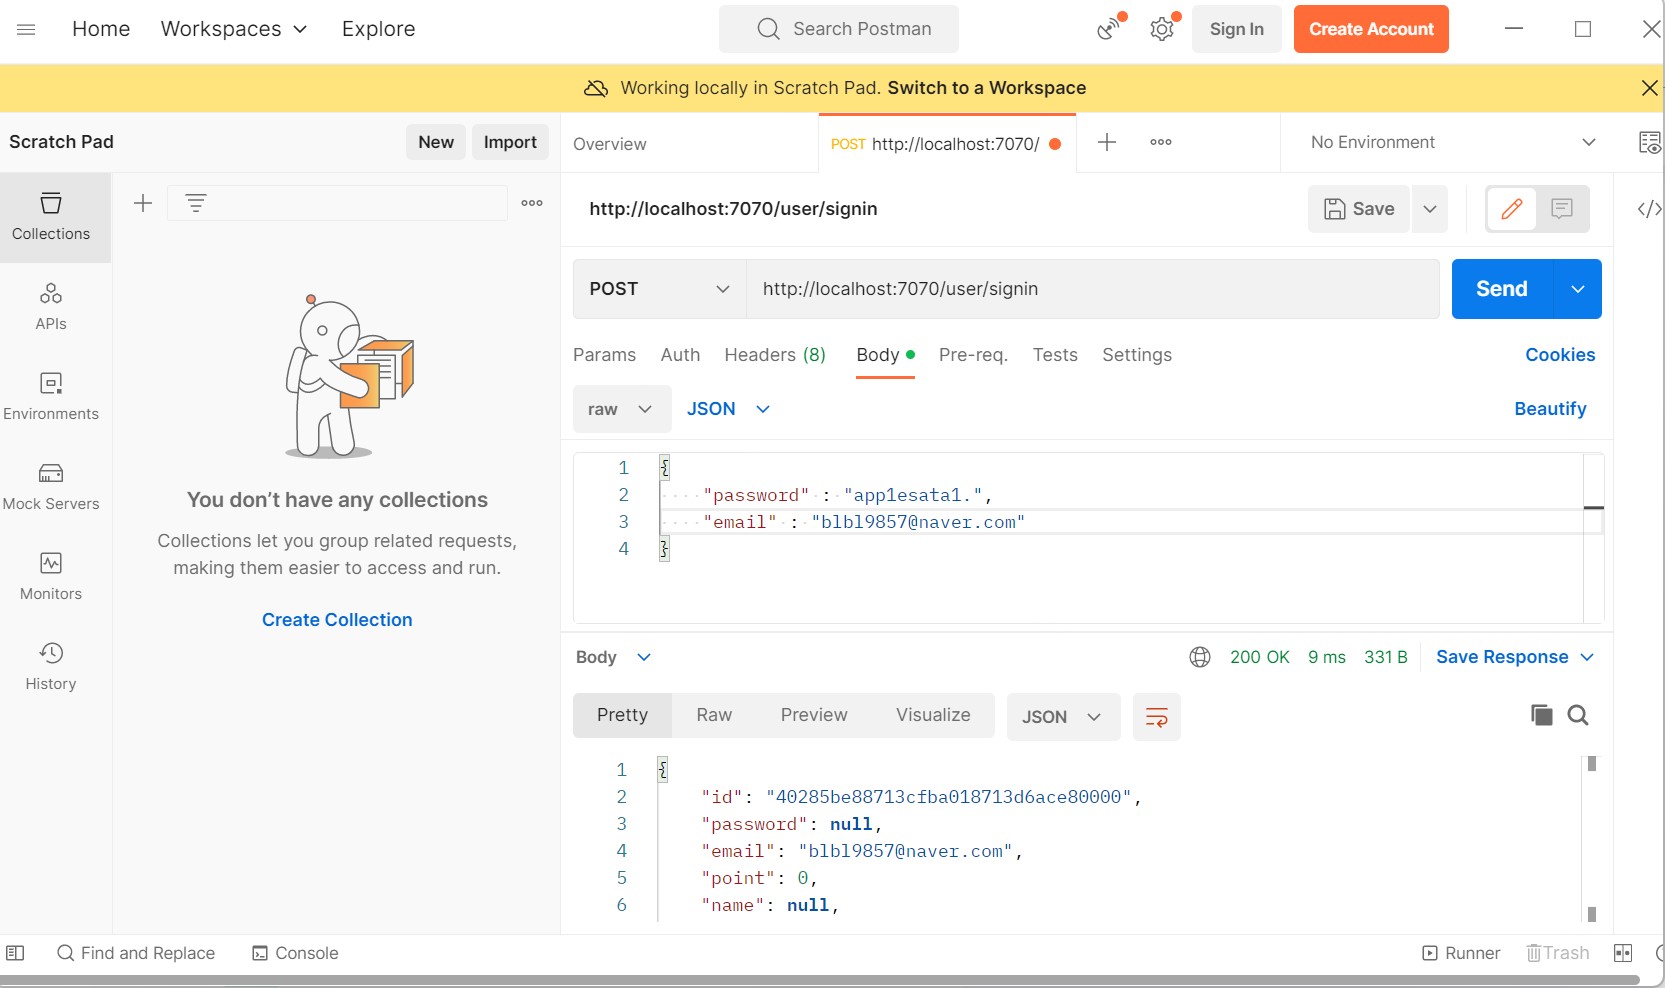 Home Workspaces Explore Search Postman Sign In Create Account
Working locally in Scratch Pad. Switch to a Workspace
Scratch Pad New Import Overview POST http://localhost:7070/ No Environment
Collections
APIs
Environments
Mock Servers
Monitors
History
You don’t have any collections
Collections let you group related requests,
making them easier to access and run.
Create Collection
http://localhost:7070/user/signin Save
POST http://localhost:7070/user/signin Send
Params Auth Headers (8) Body Pre-req. Tests Settings Cookies
raw JSON Beautify
1 {
2 "password" : "app1esata1.",
3 "email" : "blbl9857@naver.com"
4 }
Body 200 OK 9 ms 331 B Save Response
Pretty Raw Preview Visualize JSON
1 {
2 "id": "40285be88713cfba018713d6ace80000",
3 "password": null,
4 "email": "blbl9857@naver.com",
5 "point": 0,
6 "name": null,
Find and Replace Console Runner Trash